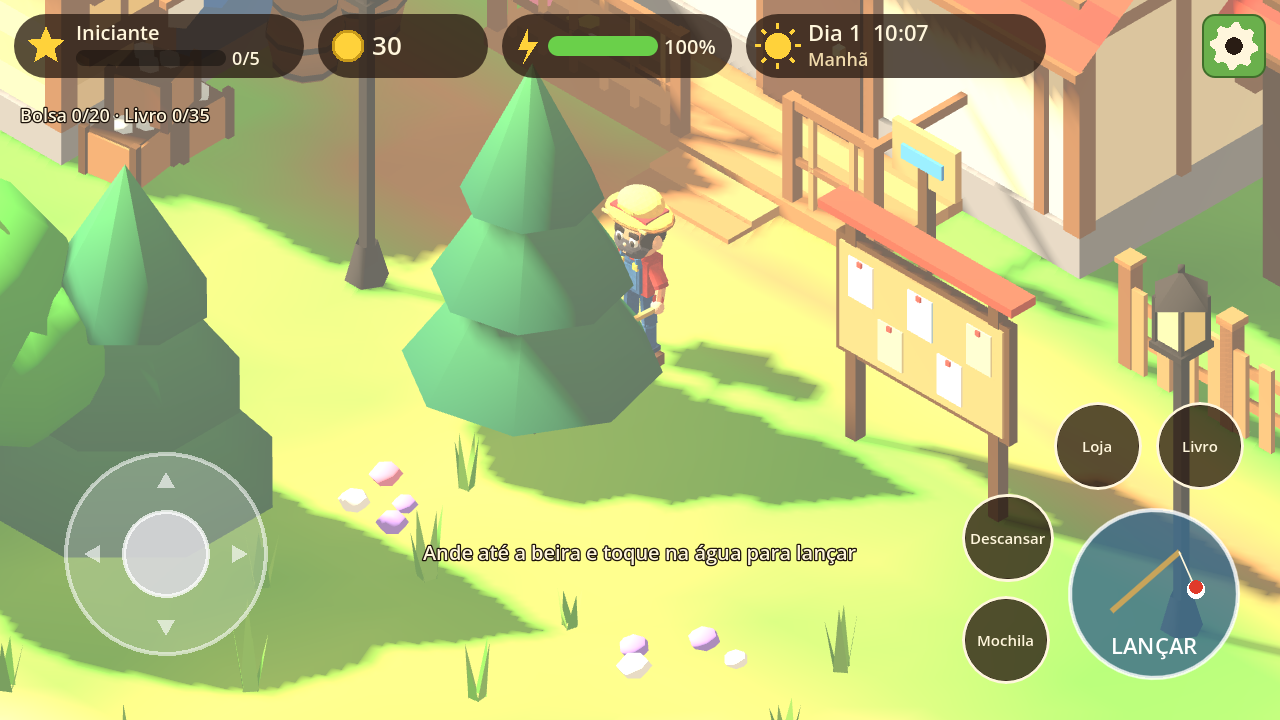 Iniciante
0/5
30
100%
Dia 1 10:07
Manhã
Bolsa 0/20 · Livro 0/35
Loja
Livro
Descansar
Ande até a beira e toque na água para lançar
Mochila
LANÇAR